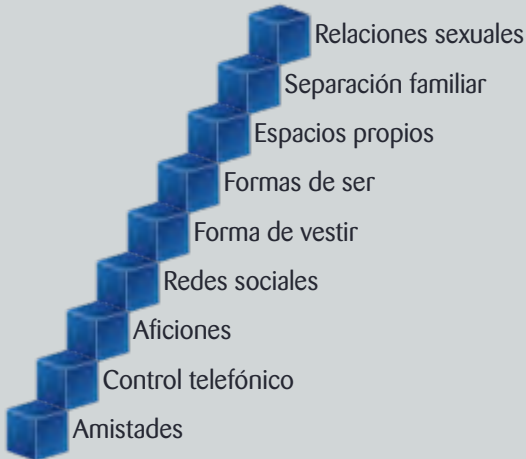 Relaciones sexuales
Separación familiar
Espacios propios
Formas de ser
Forma de vestir
Redes sociales
Aficiones
Control telefónico
Amistades